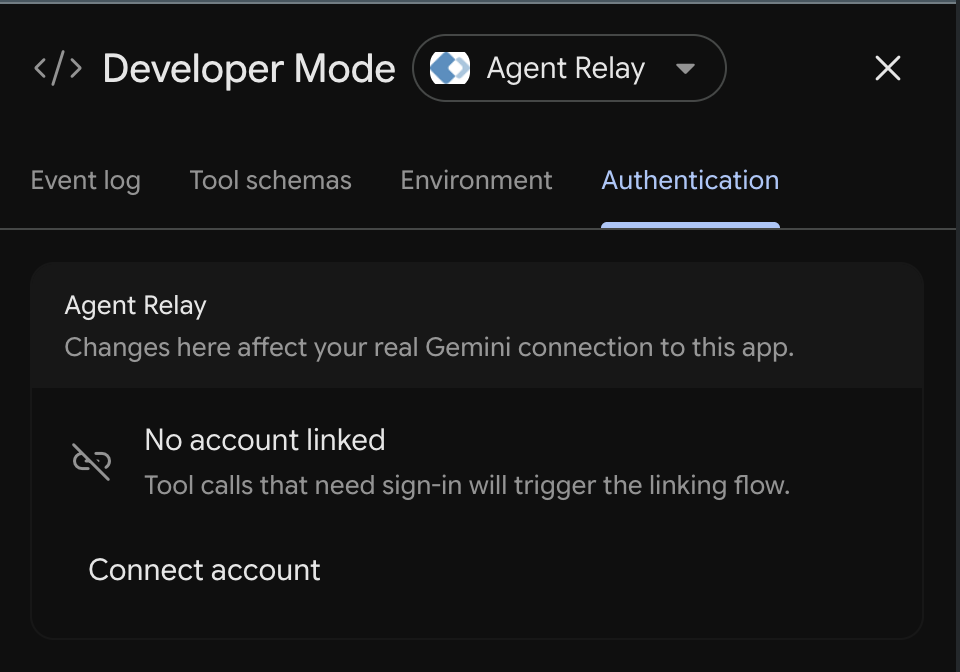 </> Developer Mode Agent Relay
Event log Tool schemas Environment Authentication
Agent Relay
Changes here affect your real Gemini connection to this app.
No account linked
Tool calls that need sign-in will trigger the linking flow.
Connect account